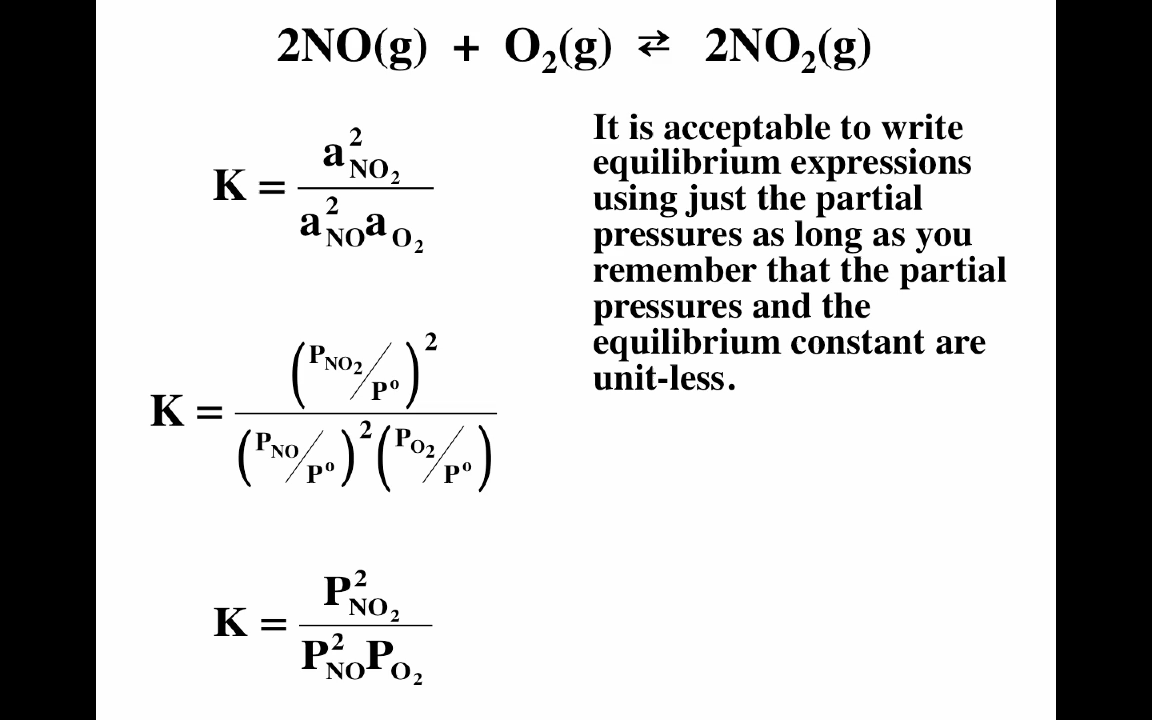 2NO(g) + O₂(g) ⇄ 2NO₂(g)
K = a²NO₂ / a²NO aO₂
K = (PNO₂/P°)² / (PNO/P°)² (PO₂/P°)
K = P²NO₂ / P²NO PO₂
It is acceptable to write
equilibrium expressions
using just the partial
pressures as long as you
remember that the partial
pressures and the
equilibrium constant are
unit-less.